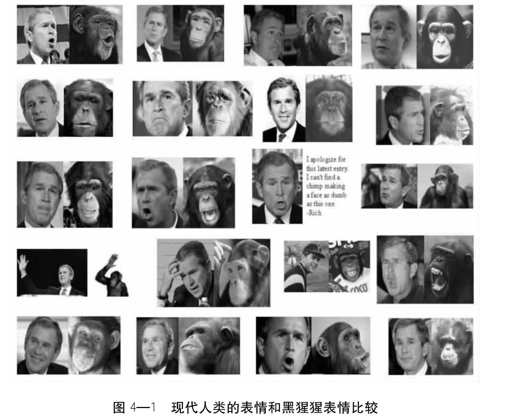 I apologize for
this latest entry.
I can't find a
chimp making
a face as dumb
as this one
-Rich
图 4—1 现代人类的表情和黑猩猩表情比较